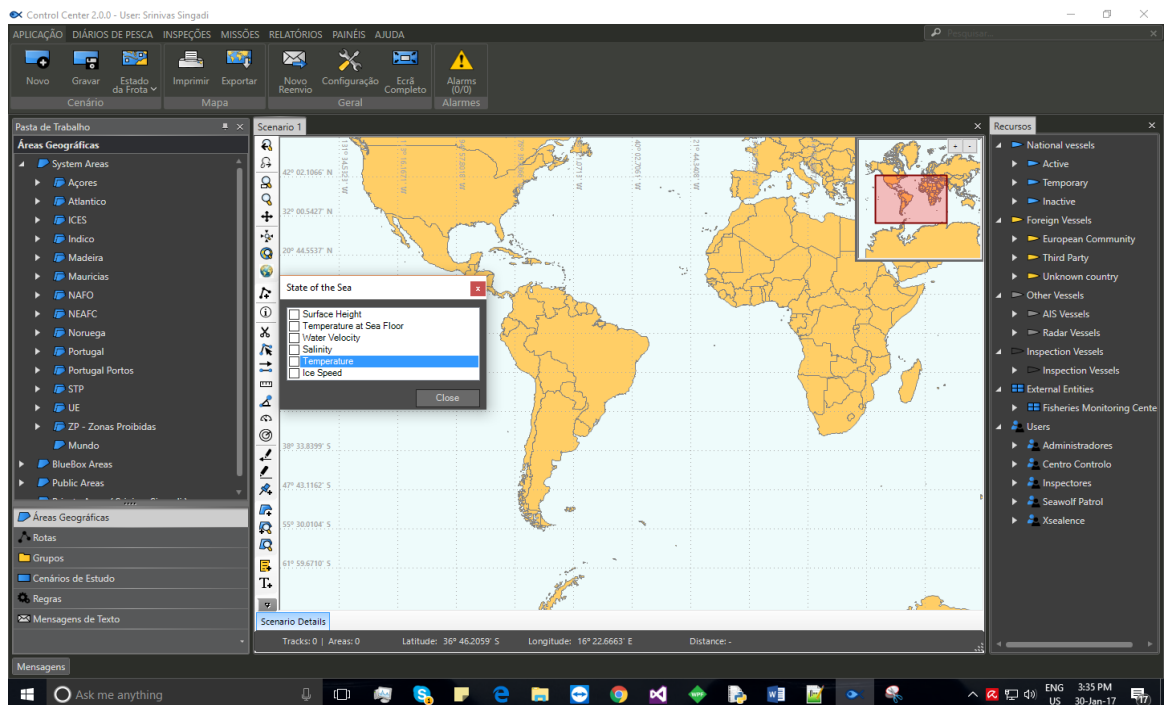 Control Center 2.0.0 - User: Srinivas Singadi
APLICAÇÃO DIÁRIOS DE PESCA INSPEÇÕES MISSÕES RELATÓRIOS PAINÉIS AJUDA
Pesquisar...
Novo Gravar Estado da Frota Imprimir Exportar Novo Reenvio Configuração Ecrã Completo Alarms (0/0)
Cenário Mapa Geral Alarmes
Pasta de Trabalho
Áreas Geográficas
System Areas
Açores
Atlantico
ICES
Indico
Madeira
Mauricias
NAFO
NEAFC
Noruega
Portugal
Portugal Portos
STP
UE
ZP - Zonas Proibidas
Mundo
BlueBox Areas
Public Areas
Áreas Geográficas
Rotas
Grupos
Cenários de Estudo
Regras
Mensagens de Texto
Mensagens
Scenario 1
42º 02.1066' N
32º 00.5427' N
20º 44.5537' N
State of the Sea
Surface Height
Temperature at Sea Floor
Water Velocity
Salinity
Temperature
Ice Speed
Close
38º 33.8399' S
47º 43.1162' S
55º 30.0104' S
61º 59.6710' S
Scenario Details
Tracks: 0 | Areas: 0 Latitude: 36º 46.2059' S Longitude: 16º 22.6663' E Distance: -
Recursos
National vessels
Active
Temporary
Inactive
Foreign Vessels
European Community
Third Party
Unknown country
Other Vessels
AIS Vessels
Radar Vessels
Inspection Vessels
Inspection Vessels
External Entities
Fisheries Monitoring Cente
Users
Administradores
Centro Controlo
Inspectores
Seawolf Patrol
Xsealence
Ask me anything
ENG US
3:35 PM
30-Jan-17